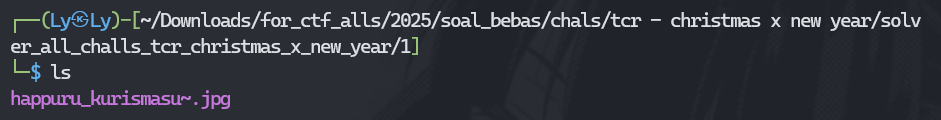 ┌──(Ly㉿Ly)-[~/Downloads/for_ctf_alls/2025/soal_bebas/chals/tcr - christmas x new year/solv
er_all_challs_tcr_christmas_x_new_year/1]
└─$ ls
happuru_kurismasu~.jpg